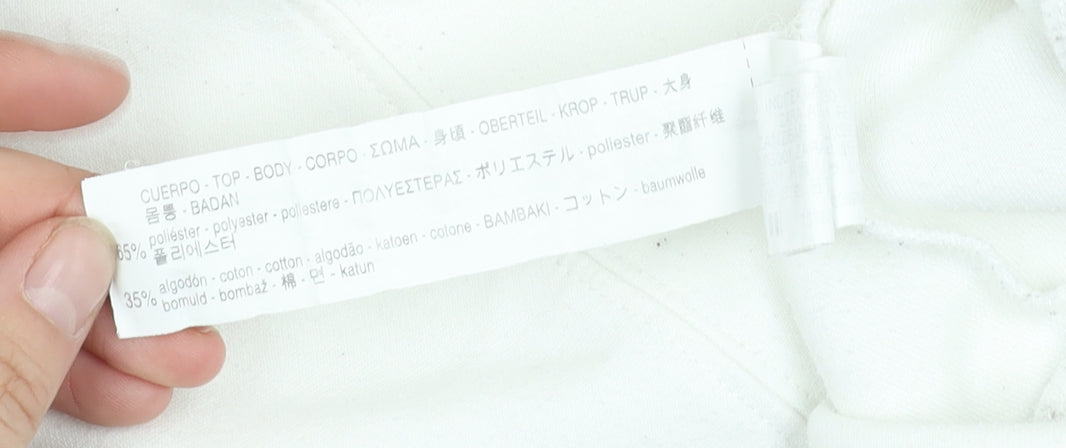 CUERPO - TOP - BODY - CORPO - ΣΩΜΑ - 身頃 - OBERTEIL - KROP - TRUP - 大身
몸통 - BADAN
65% poliéster - polyester - poliestere - ΠΟΛΥΕΣΤΕΡΑΣ - ポリエステル - poliester - 聚酯纤维
폴리에스터
35% algodón - coton - cotton - algodão - katoen - cotone - BAMBAKI - コットン - baumwolle
bomuld - bombaž - 棉 - 면 - katun